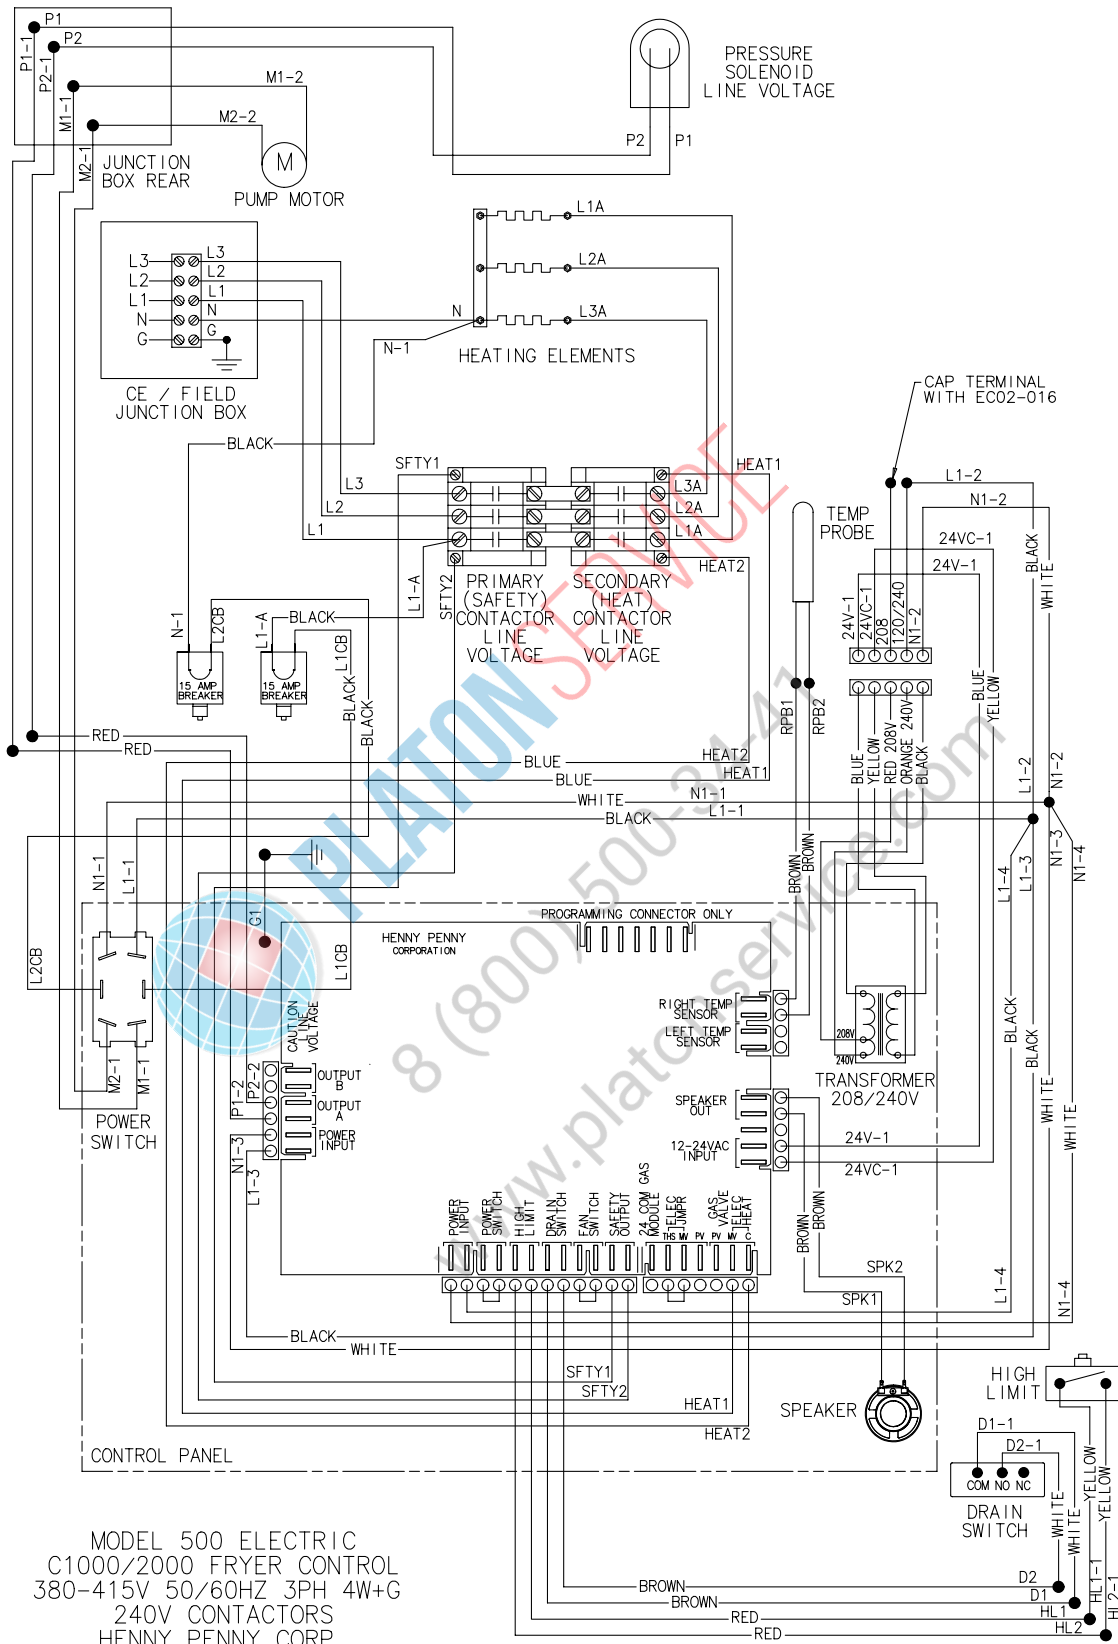 P1
P2
P1-1
P2-1
M1-1
M2-1
M1-2
M2-2
JUNCTION
BOX REAR
M
PUMP MOTOR
PRESSURE
SOLENOID
LINE VOLTAGE
P2
P1
L3
L2
L1
N
G
L3
L2
L1
N
G
CE / FIELD
JUNCTION BOX
L1A
L2A
L3A
N
N-1
HEATING ELEMENTS
CAP TERMINAL
WITH EC02-016
BLACK
SFTY1
HEAT1
L3
L2
L1
L3A
L2A
L1A
L1-A
SFTY2
HEAT2
PRIMARY
(SAFETY)
CONTACTOR
LINE
VOLTAGE
SECONDARY
(HEAT)
CONTACTOR
LINE
VOLTAGE
TEMP
PROBE
L1-2
N1-2
24VC-1
24V-1
BLACK
WHITE
24V-1
24VC-1
208
120/240
N1-2
N-1
L2CB
L1-A
BLACK
L1CB
15 AMP
BREAKER
15 AMP
BREAKER
BLACK
BLACK
RPB1
RPB2
BLUE
YELLOW
BLUE
YELLOW
RED 208V
ORANGE 240V
BLACK
RED
RED
BLUE
HEAT2
BLUE
HEAT1
WHITE
N1-1
BLACK
L1-1
L1-2
N1-2
N1-1
L1-1
BROWN
BROWN
L1-4
L1-3
N1-3
N1-4
G1
PROGRAMMING CONNECTOR ONLY
HENNY PENNY
CORPORATION
L2CB
L1CB
CAUTION
LINE
VOLTAGE
RIGHT TEMP
SENSOR
LEFT TEMP
SENSOR
208V
240V
TRANSFORMER
208/240V
BLACK
BLACK
WHITE
WHITE
M2-1
M1-1
POWER
SWITCH
P1-2
P2-2
N1-3
L1-3
OUTPUT
B
OUTPUT
A
POWER
INPUT
SPEAKER
OUT
12-24VAC
INPUT
24V-1
24VC-1
POWER
INPUT
POWER
SWITCH
HIGH
LIMIT
DRAIN
SWITCH
FAN
SWITCH
SAFETY
OUTPUT
24 COM GAS
MODULE
ELEC
JMPR
GAS
VALVE
ELEC
HEAT
THS MV PV PV MV C
BROWN
BROWN
SPK2
SPK1
L1-4
N1-4
BLACK
WHITE
SFTY1
SFTY2
HEAT1
HEAT2
SPEAKER
HIGH
LIMIT
D1-1
D2-1
COM NO NC
DRAIN
SWITCH
WHITE
WHITE
YELLOW
YELLOW
CONTROL PANEL
MODEL 500 ELECTRIC
C1000/2000 FRYER CONTROL
380-415V 50/60HZ 3PH 4W+G
240V CONTACTORS
HENNY PENNY CORP
BROWN
D2
BROWN
D1
RED
HL1
RED
HL2
HL1-1
HL2-1
PLATONSERVICE
8 (800) 500-34-41
www.platonservice.com